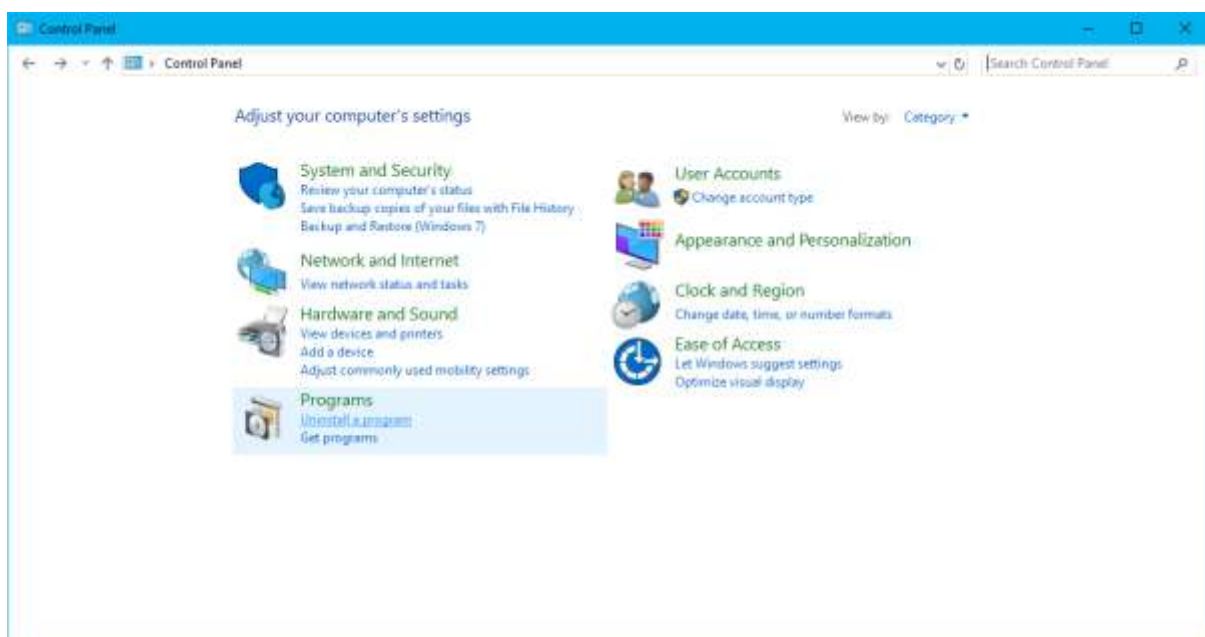 Control Panel
Control Panel
Search Control Panel
Adjust your computer's settings
View by: Category
System and Security
Review your computer's status
Save backup copies of your files with File History
Backup and Restore (Windows 7)
Network and Internet
View network status and tasks
Hardware and Sound
View devices and printers
Add a device
Adjust commonly used mobility settings
Programs
Uninstall a program
Get programs
User Accounts
Change account type
Appearance and Personalization
Clock and Region
Change date, time, or number formats
Ease of Access
Let Windows suggest settings
Optimize visual display